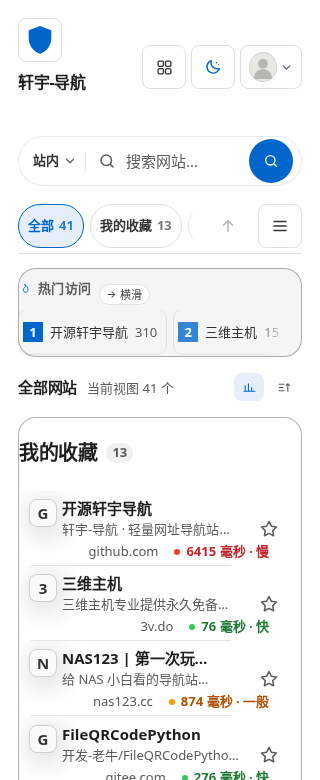 轩宇-导航
站内
搜索网站...
全部 41
我的收藏 13
热门访问
→ 横滑
1 开源轩宇导航 310
2 三维主机 15
全部网站 当前视图 41 个
我的收藏 13
G 开源轩宇导航
轩宇-导航 · 轻量网址导航站...
github.com 6415 毫秒 · 慢
3 三维主机
三维主机专业提供永久免备...
3v.do 76 毫秒 · 快
N NAS123 | 第一次玩...
给 NAS 小白看的导航站...
nas123.cc 874 毫秒 · 一般
G FileQRCodePython
开发-老牛/FileQRCodePytho...
gitee.com 276 毫秒 · 快